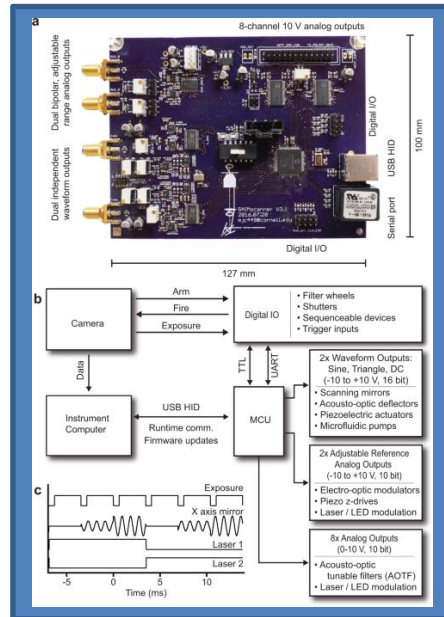 a
8-channel 10 V analog outputs
Dual bipolar, adjustable
range analog outputs
Dual independent
waveform outputs
Digital I/O
USB HID
Serial port
100 mm
SAIMscanner V3.1
2016.07.20
Digital I/O
127 mm
b
Camera
Arm
Fire
Exposure
Digital IO
• Filter wheels
• Shutters
• Sequenceable devices
• Trigger inputs
Data
TTL
UART
Instrument
Computer
USB HID
Runtime comm.
Firmware updates
MCU
2x Waveform Outputs:
Sine, Triangle, DC
(-10 to +10 V, 16 bit)
• Scanning mirrors
• Acousto-optic deflectors
• Piezoelectric actuators
• Microfluidic pumps
2x Adjustable Reference
Analog Outputs
(-10 to +10 V, 10 bit)
• Electro-optic modulators
• Piezo z-drives
• Laser / LED modulation
8x Analog Outputs
(0-10 V, 10 bit)
• Acousto-optic
tunable filters (AOTF)
• Laser / LED modulation
c
Exposure
X axis mirror
Laser 1
Laser 2
-5 0 5 10
Time (ms)